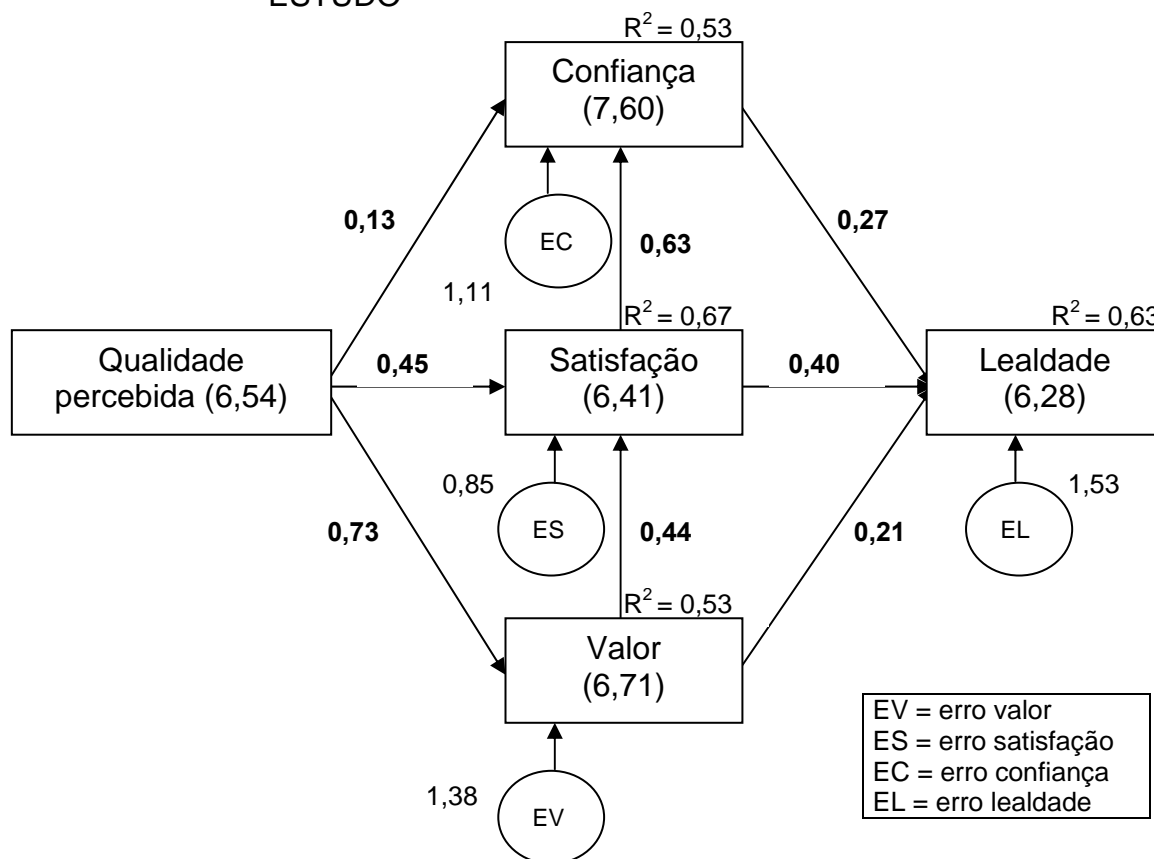 ESTUDO
R² = 0,53
Confiança
(7,60)
0,13
EC
0,63
0,27
1,11
R² = 0,67
R² = 0,63
Qualidade
percebida (6,54)
0,45
Satisfação
(6,41)
0,40
Lealdade
(6,28)
0,85
ES
1,53
EL
0,73
0,44
0,21
R² = 0,53
Valor
(6,71)
1,38
EV
EV = erro valor
ES = erro satisfação
EC = erro confiança
EL = erro lealdade